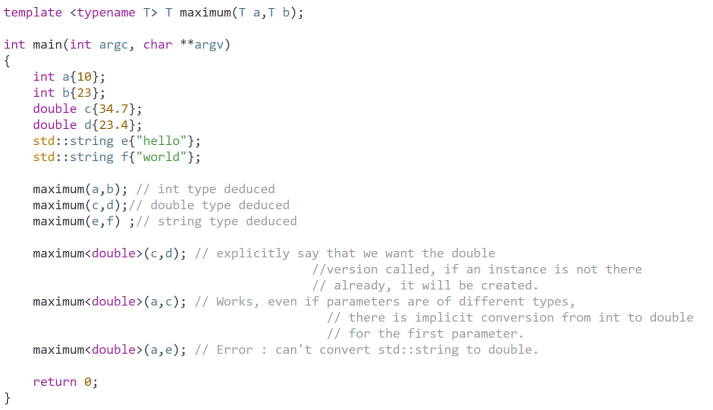 template <typename T> T maximum(T a,T b);
int main(int argc, char **argv)
{
int a{10};
int b{23};
double c{34.7};
double d{23.4};
std::string e{"hello"};
std::string f{"world"};
maximum(a,b); // int type deduced
maximum(c,d);// double type deduced
maximum(e,f) ;// string type deduced
maximum<double>(c,d); // explicitly say that we want the double
//version called, if an instance is not there
// already, it will be created.
maximum<double>(a,c); // Works, even if parameters are of different types,
// there is implicit conversion from int to double
// for the first parameter.
maximum<double>(a,e); // Error : can't convert std::string to double.
return 0;
}